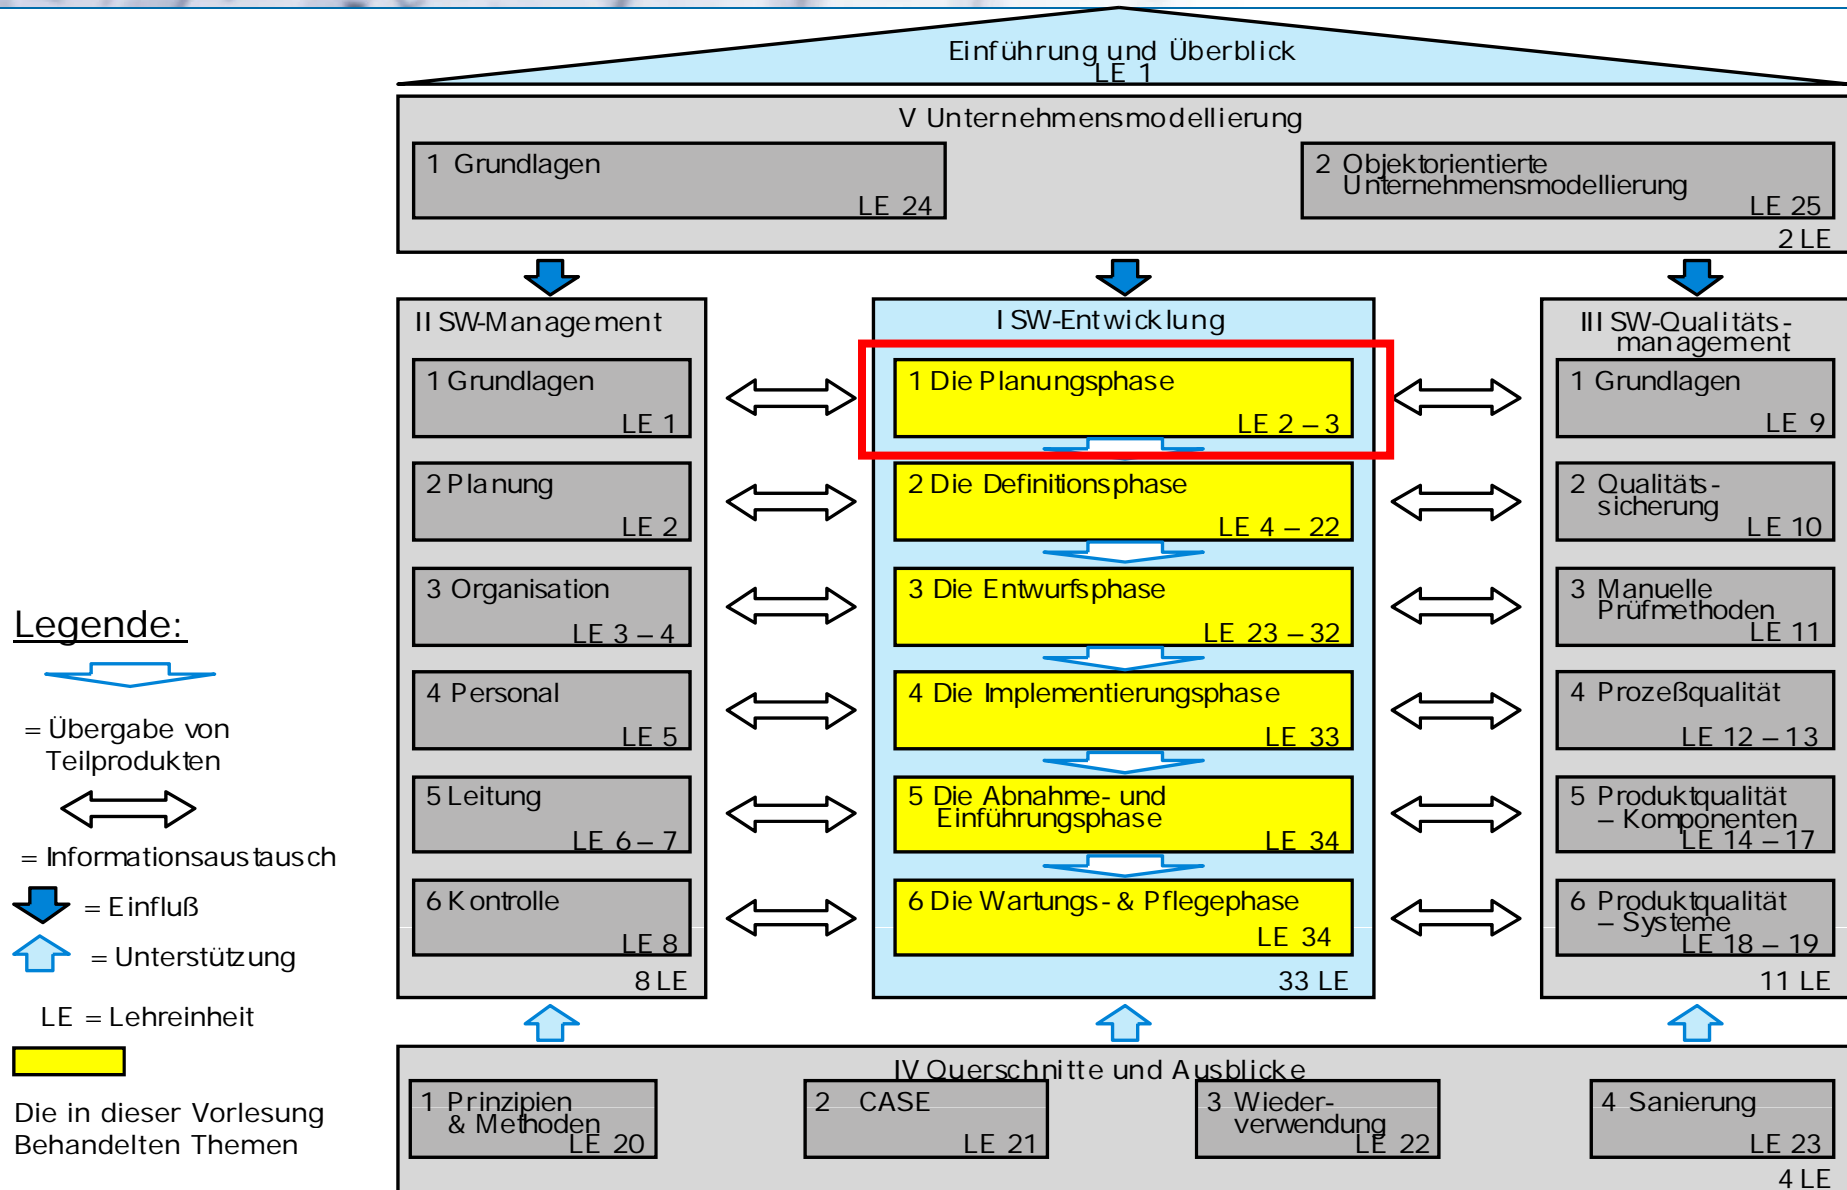 Einführung und Überblick
LE 1
V Unternehmensmodellierung
1 Grundlagen
LE 24
2 Objektorientierte
Unternehmensmodellierung
LE 25
2 LE
II SW-Management
1 Grundlagen
LE 1
2 Planung
LE 2
3 Organisation
LE 3 – 4
4 Personal
LE 5
5 Leitung
LE 6 – 7
6 Kontrolle
LE 8
8 LE
I SW-Entwicklung
1 Die Planungsphase
LE 2 – 3
2 Die Definitionsphase
LE 4 – 22
3 Die Entwurfsphase
LE 23 – 32
4 Die Implementierungsphase
LE 33
5 Die Abnahme- und
Einführungsphase
LE 34
6 Die Wartungs- & Pflegephase
LE 34
33 LE
III SW-Qualitäts-
management
1 Grundlagen
LE 9
2 Qualitäts-
sicherung
LE 10
3 Manuelle
Prüfmethoden
LE 11
4 Prozeßqualität
LE 12 – 13
5 Produktqualität
– Komponenten
LE 14 – 17
6 Produktqualität
– Systeme
LE 18 – 19
11 LE
IV Querschnitte und Ausblicke
1 Prinzipien
& Methoden
LE 20
2 CASE
LE 21
3 Wieder-
verwendung
LE 22
4 Sanierung
LE 23
4 LE
Legende:
= Übergabe von
Teilprodukten
= Informationsaustausch
= Einfluß
= Unterstützung
LE = Lehreinheit
Die in dieser Vorlesung
Behandelten Themen